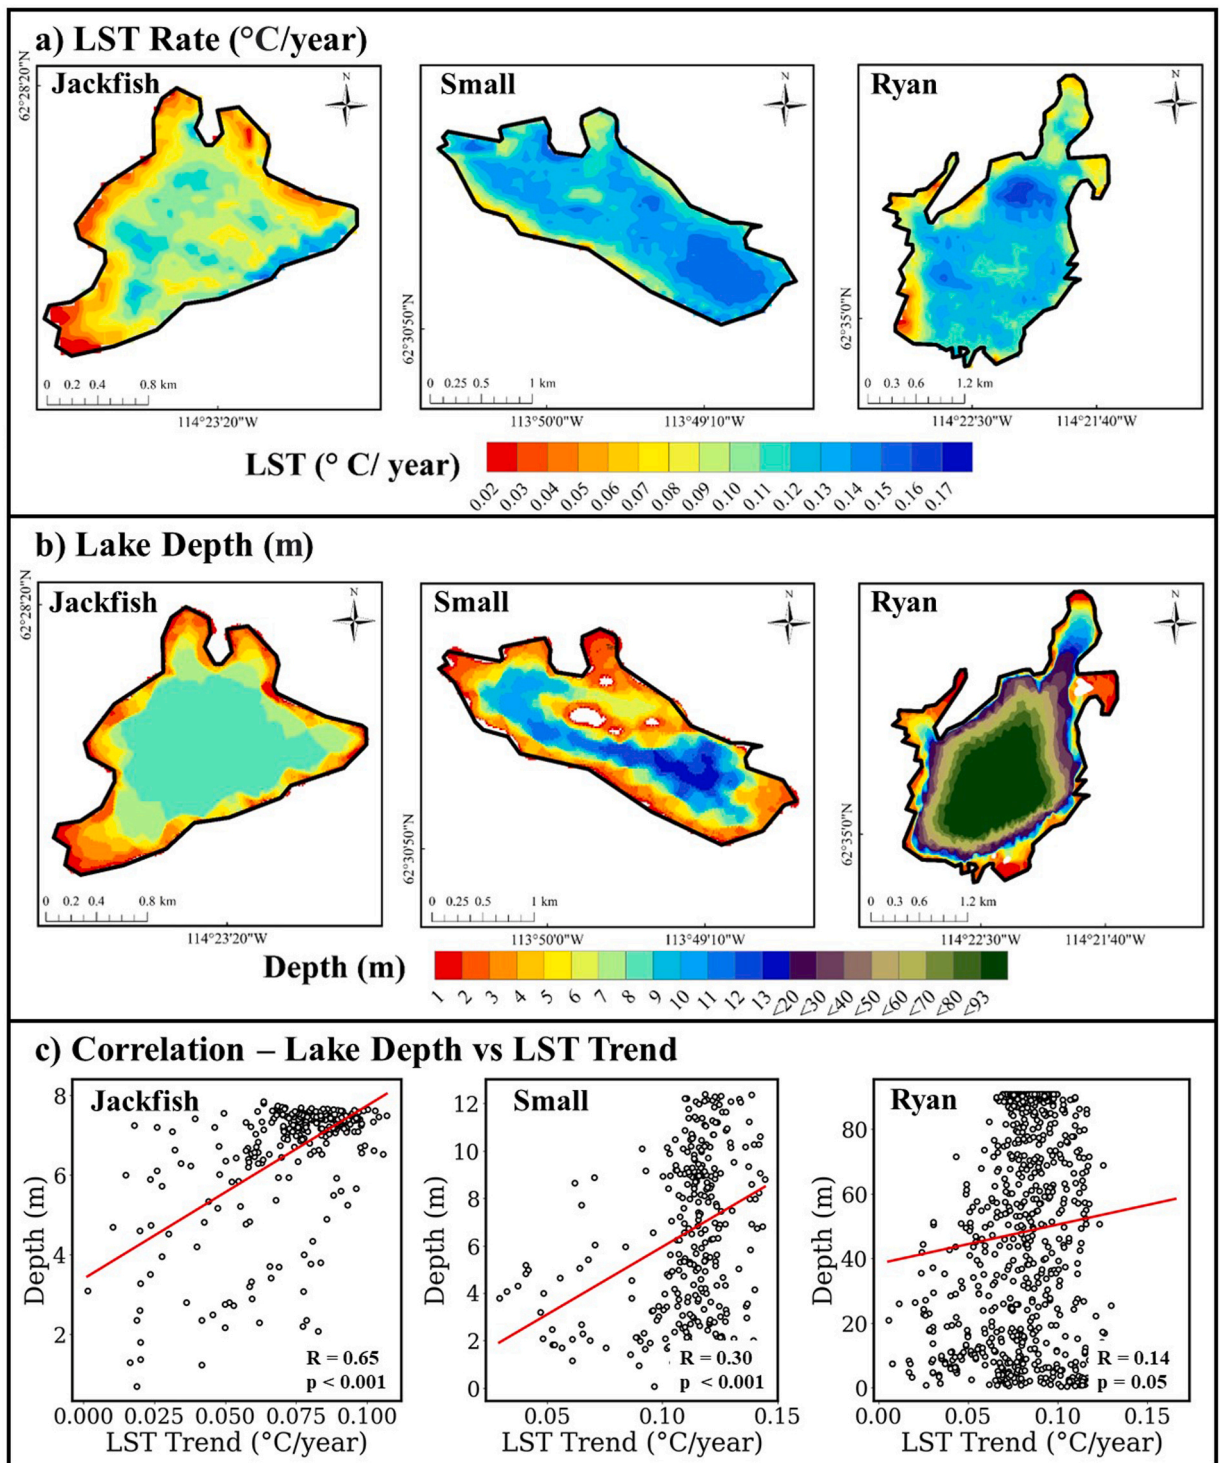 a) LST Rate (°C/year)
Jackfish
Small
Ryan
N
N
N
62°28'20"N
62°30'50"N
62°35'0"N
0 0.2 0.4 0.8 km
0 0.25 0.5 1 km
0 0.3 0.6 1.2 km
114°23'20"W
113°50'0"W 113°49'10"W
114°22'30"W 114°21'40"W
LST (° C/ year)
0.02 0.03 0.04 0.05 0.06 0.07 0.08 0.09 0.10 0.11 0.12 0.13 0.14 0.15 0.16 0.17
b) Lake Depth (m)
Jackfish
Small
Ryan
N
N
N
62°28'20"N
62°30'50"N
62°35'0"N
0 0.2 0.4 0.8 km
0 0.25 0.5 1 km
0 0.3 0.6 1.2 km
114°23'20"W
113°50'0"W 113°49'10"W
114°22'30"W 114°21'40"W
Depth (m)
1 2 3 4 5 6 7 8 9 10 11 12 13 <20 <30 <40 <50 <60 <70 <80 <93
c) Correlation – Lake Depth vs LST Trend
Jackfish
Depth (m)
8
6
4
2
R = 0.65
p < 0.001
0.000 0.025 0.050 0.075 0.100
LST Trend (°C/year)
Small
Depth (m)
12
10
8
6
4
2
0
R = 0.30
p < 0.001
0.05 0.10 0.15
LST Trend (°C/year)
Ryan
Depth (m)
80
60
40
20
0
R = 0.14
p = 0.05
0.00 0.05 0.10 0.15
LST Trend (°C/year)